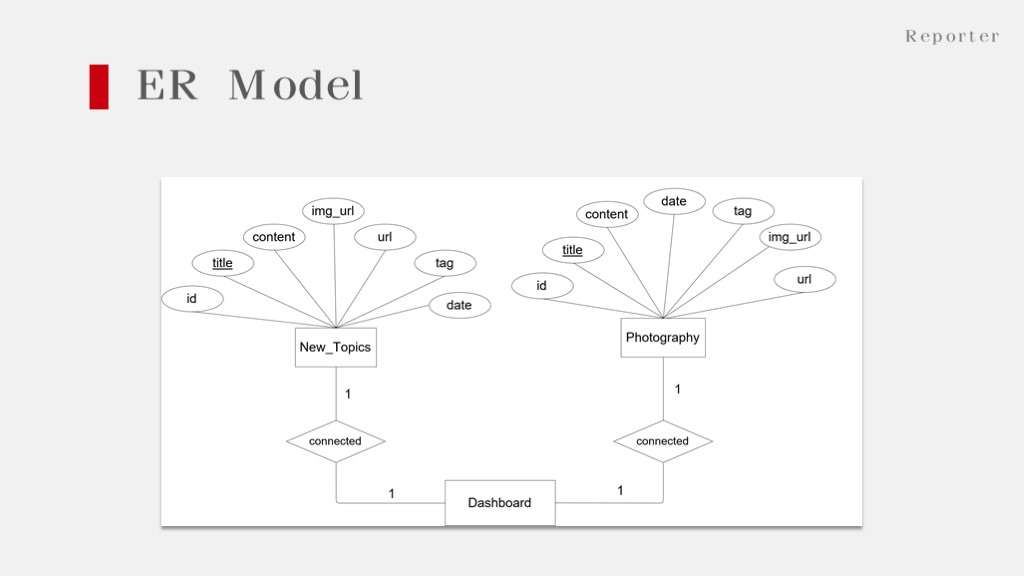 Reporter
ER Model
img_url
content
url
title
tag
id
date
New_Topics
1
connected
1
date
content
tag
title
img_url
id
url
Photography
1
connected
1
Dashboard